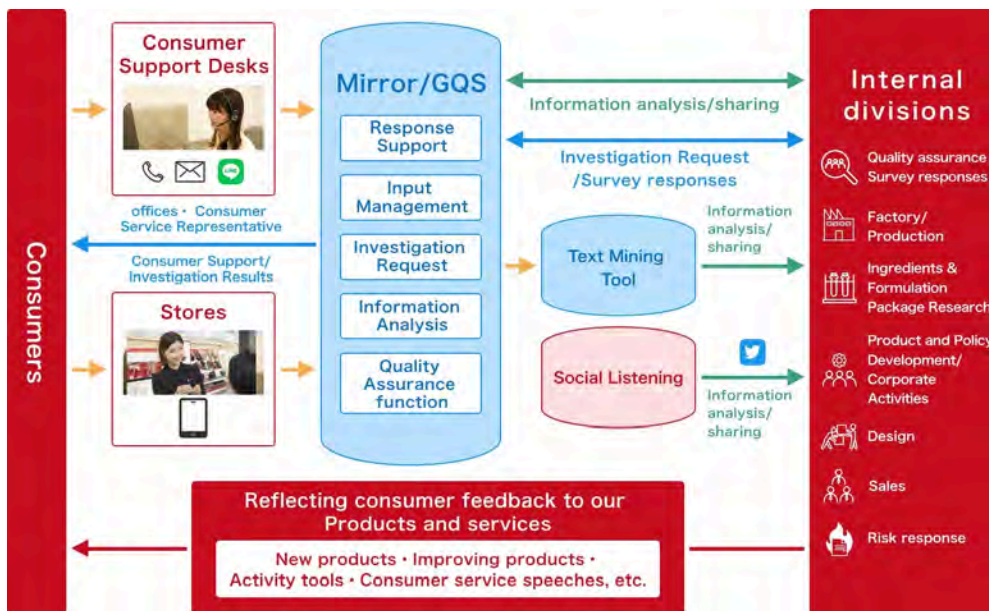 Consumers
Consumer
Support Desks
LINE
offices・ Consumer
Service Representative
Consumer Support/
Investigation Results
Stores
Mirror/GQS
Response
Support
Input
Management
Investigation
Request
Information
Analysis
Quality
Assurance
function
Information analysis/sharing
Investigation Request
/Survey responses
Text Mining
Tool
Information
analysis/
sharing
Social Listening
Information
analysis/
sharing
Internal
divisions
Quality assurance
Survey responses
Factory/
Production
Ingredients &
Formulation
Package Research
Product and Policy
Development/
Corporate
Activities
Design
Sales
Risk response
Reflecting consumer feedback to our
Products and services
New products・Improving products・
Activity tools・Consumer service speeches, etc.